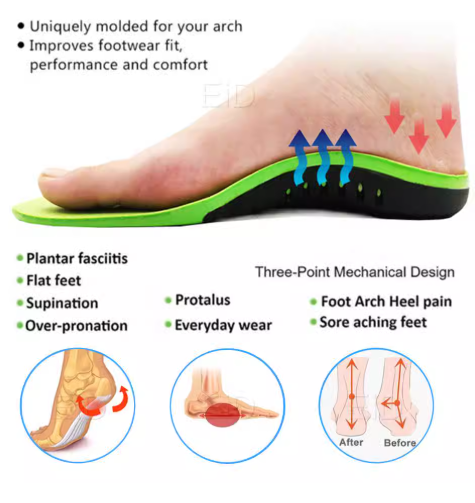 Uniquely molded for your arch
Improves footwear fit,
performance and comfort
EiD
Plantar fasciitis
Flat feet
Supination
Over-pronation
Three-Point Mechanical Design
Protalus
Everyday wear
Foot Arch Heel pain
Sore aching feet
After
Before